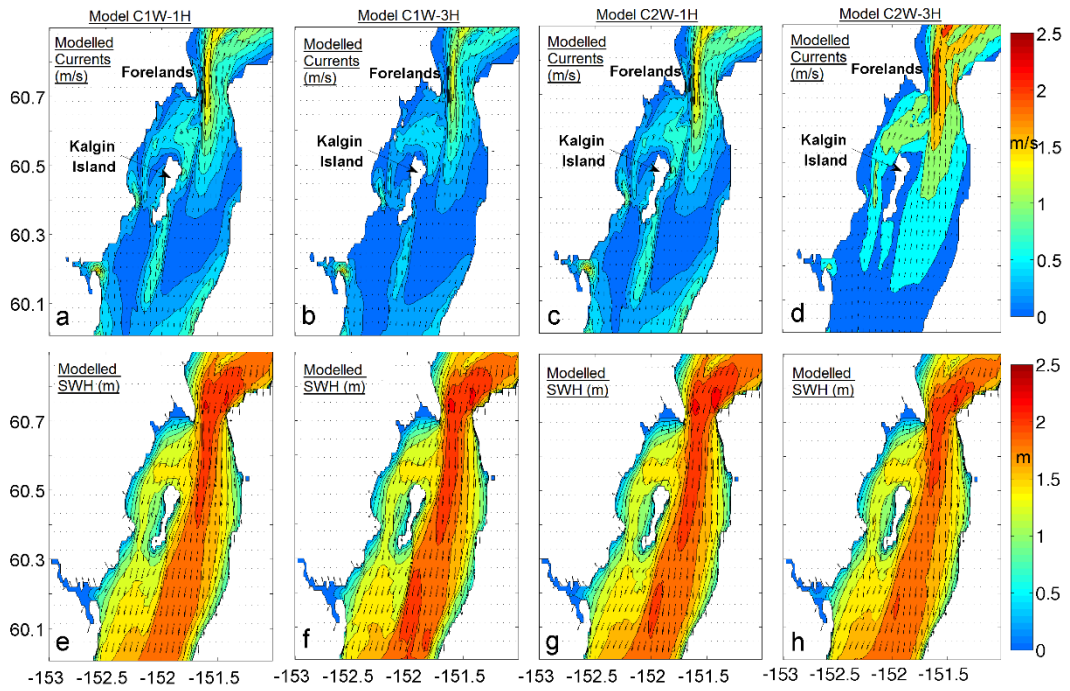 Model C1W-1H
Model C1W-3H
Model C2W-1H
Model C2W-3H
Modelled
Currents
(m/s)
Forelands
Kalgin
Island
60.7
60.5
60.3
60.1
a
Modelled
Currents
(m/s)
Forelands
Kalgin
Island
b
Modelled
Currents
(m/s)
Forelands
Kalgin
Island
c
Modelled
Currents
(m/s)
Forelands
Kalgin
Island
d
2.5
2
1.5
1
0.5
0
m/s
Modelled
SWH (m)
60.7
60.5
60.3
60.1
e
Modelled
SWH (m)
f
Modelled
SWH (m)
g
Modelled
SWH (m)
h
2.5
2
1.5
1
0.5
0
m
-153 -152.5 -152 -151.5
-153 -152.5 -152 -151.5
-153 -152.5 -152 -151.5
-153 -152.5 -152 -151.5